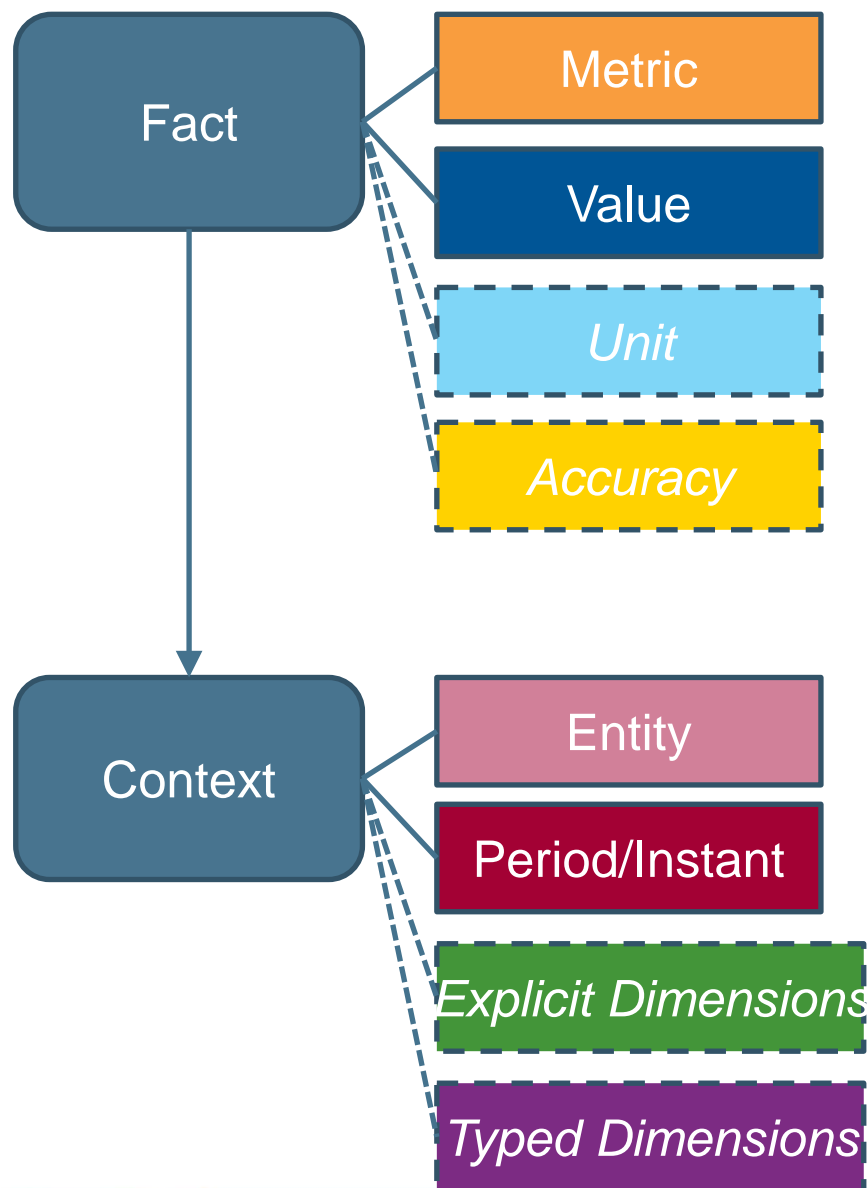 Fact
Metric
Value
Unit
Accuracy
Context
Entity
Period/Instant
Explicit Dimensions
Typed Dimensions